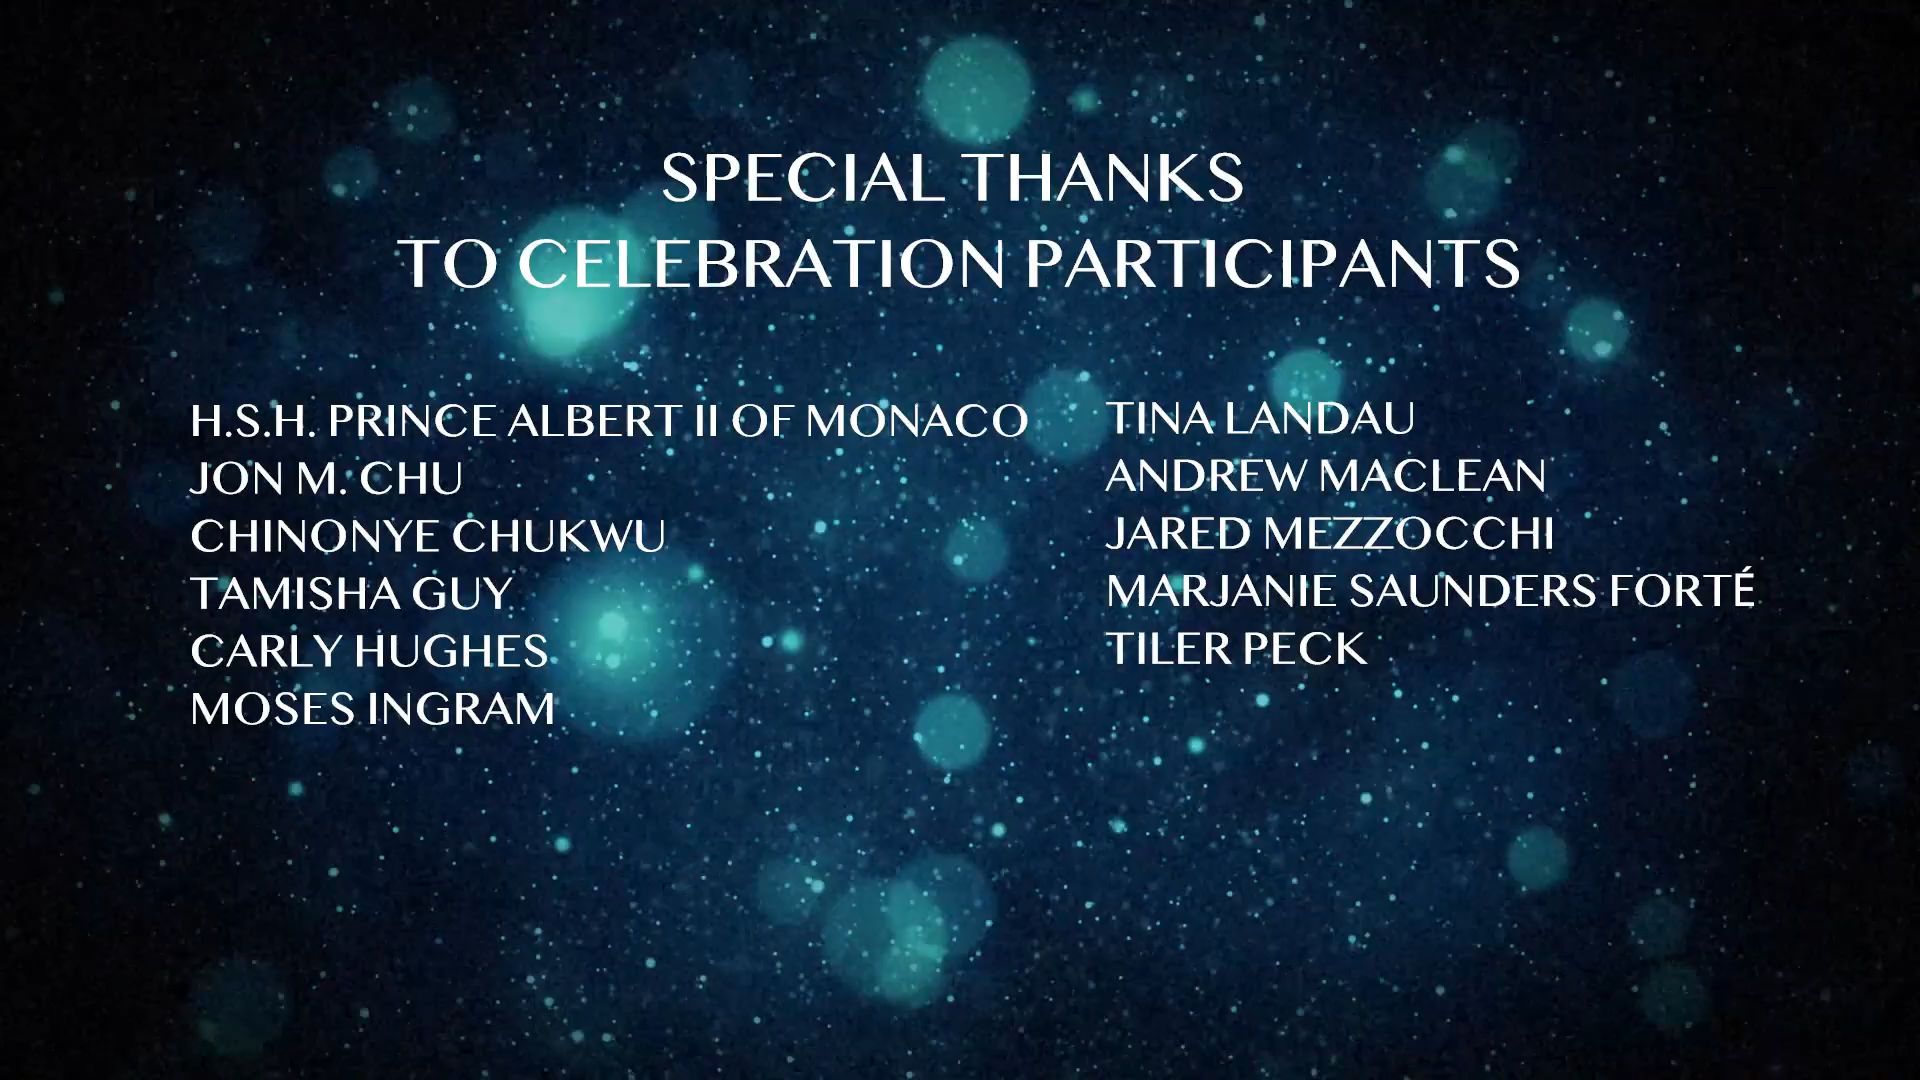 SPECIAL THANKS
TO CELEBRATION PARTICIPANTS
H.S.H. PRINCE ALBERT II OF MONACO
JON M. CHU
CHINONYE CHUKWU
TAMISHA GUY
CARLY HUGHES
MOSES INGRAM
TINA LANDAU
ANDREW MACLEAN
JARED MEZZOCCHI
MARJANIE SAUNDERS FORTÉ
TILER PECK